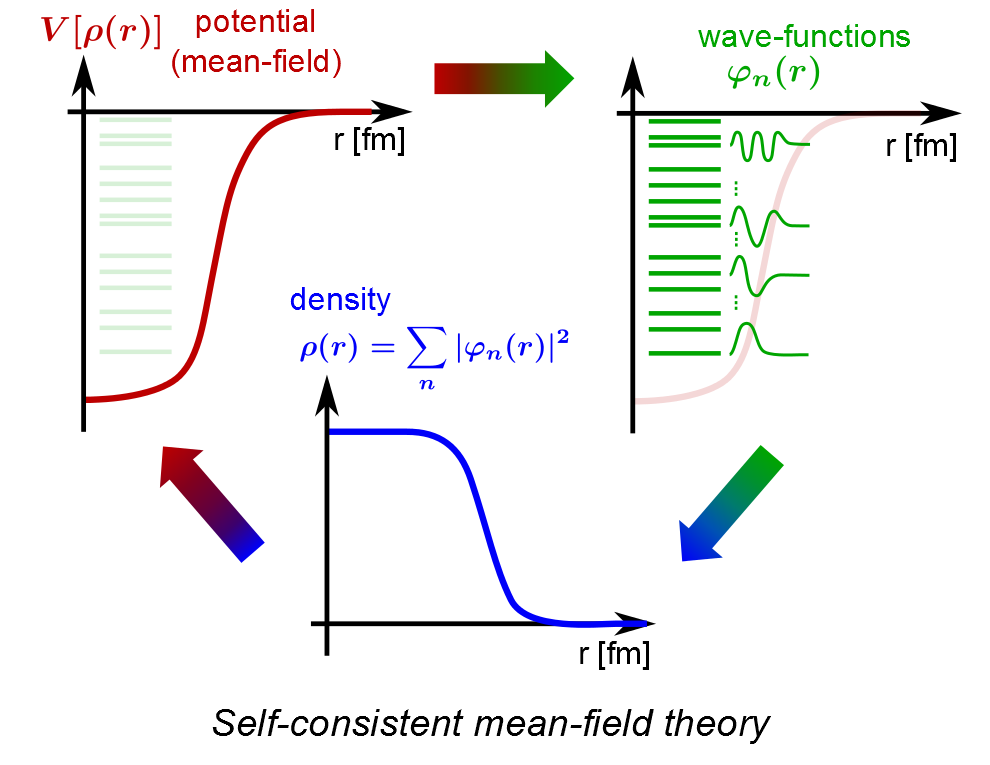 V[ρ(r)] potential
(mean-field)
r [fm]
wave-functions
φₙ(r)
r [fm]
density
ρ(r) = ∑ₙ |φₙ(r)|²
r [fm]
Self-consistent mean-field theory